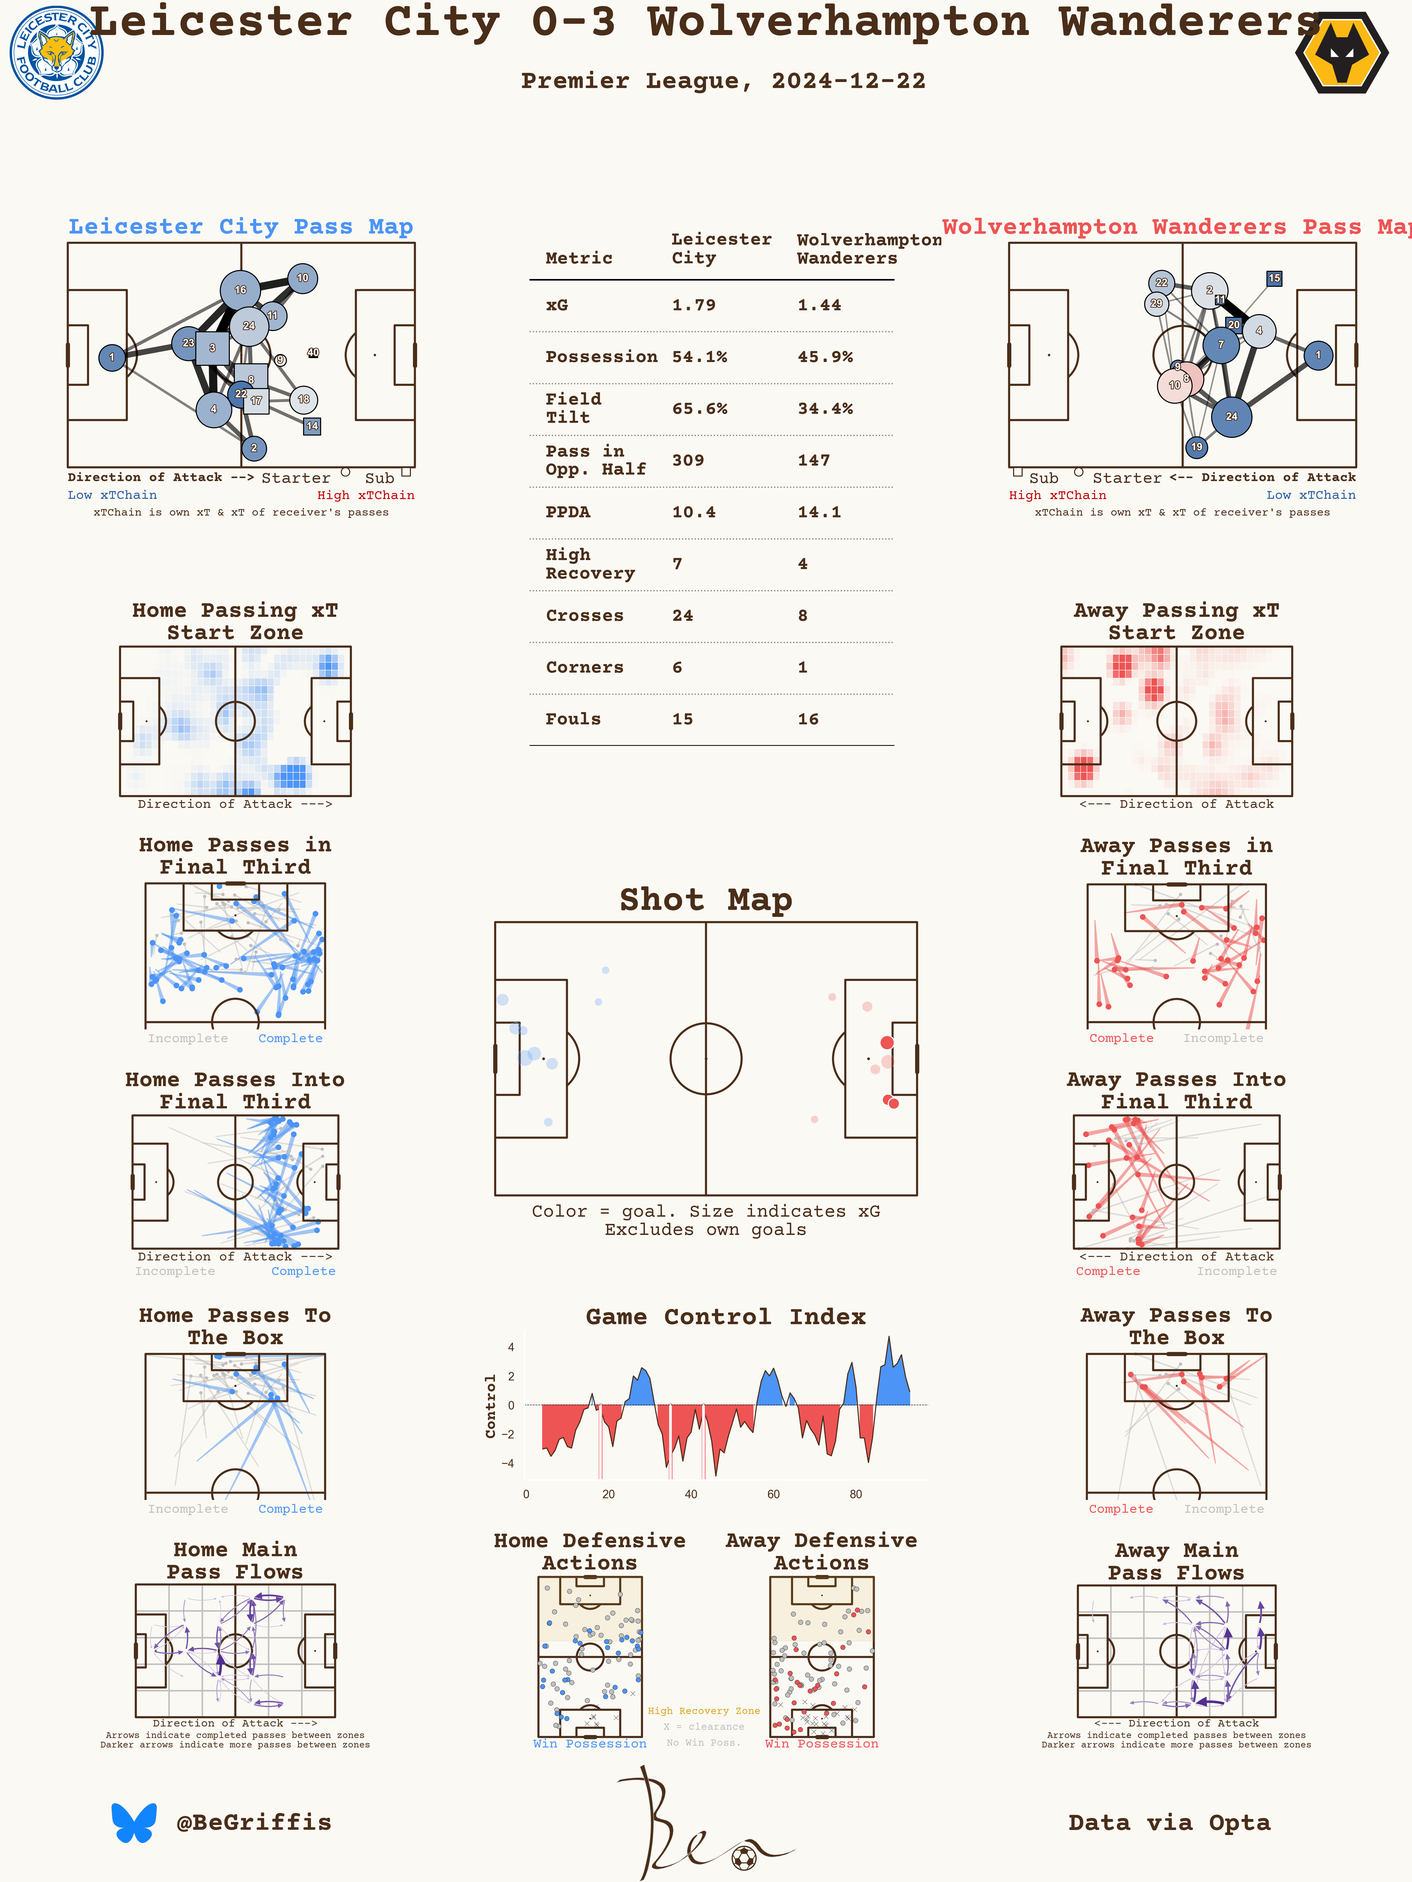 Leicester City 0-3 Wolverhampton Wanderers
Premier League, 2024-12-22
LEICESTER CITY
FOOTBALL CLUB
Leicester City Pass Map
16
10
11
24
23
3
1
9
40
8
22
17
18
4
14
2
Direction of Attack --> Starter Sub
Low xTChain High xTChain
xTChain is own xT & xT of receiver's passes
Metric Leicester City Wolverhampton Wanderers
xG 1.79 1.44
Possession 54.1% 45.9%
Field Tilt 65.6% 34.4%
Pass in Opp. Half 309 147
PPDA 10.4 14.1
High Recovery 7 4
Crosses 24 8
Corners 6 1
Fouls 15 16
Wolverhampton Wanderers Pass Map
22
2
15
29
11
20
4
7
1
9
8
10
24
19
Sub Starter <-- Direction of Attack
High xTChain Low xTChain
xTChain is own xT & xT of receiver's passes
Home Passing xT
Start Zone
Direction of Attack --->
Away Passing xT
Start Zone
<--- Direction of Attack
Home Passes in
Final Third
Incomplete Complete
Away Passes in
Final Third
Complete Incomplete
Shot Map
Color = goal. Size indicates xG
Excludes own goals
Home Passes Into
Final Third
Direction of Attack --->
Incomplete Complete
Away Passes Into
Final Third
<--- Direction of Attack
Complete Incomplete
Home Passes To
The Box
Incomplete Complete
Game Control Index
Control
4
2
0
−2
−4
0 20 40 60 80
Away Passes To
The Box
Complete Incomplete
Home Main
Pass Flows
Direction of Attack --->
Arrows indicate completed passes between zones
Darker arrows indicate more passes between zones
Home Defensive
Actions
Win Possession
High Recovery Zone
X = clearance
No Win Poss.
Away Defensive
Actions
Win Possession
Away Main
Pass Flows
<--- Direction of Attack
Arrows indicate completed passes between zones
Darker arrows indicate more passes between zones
@BeGriffis
Ben
Data via Opta